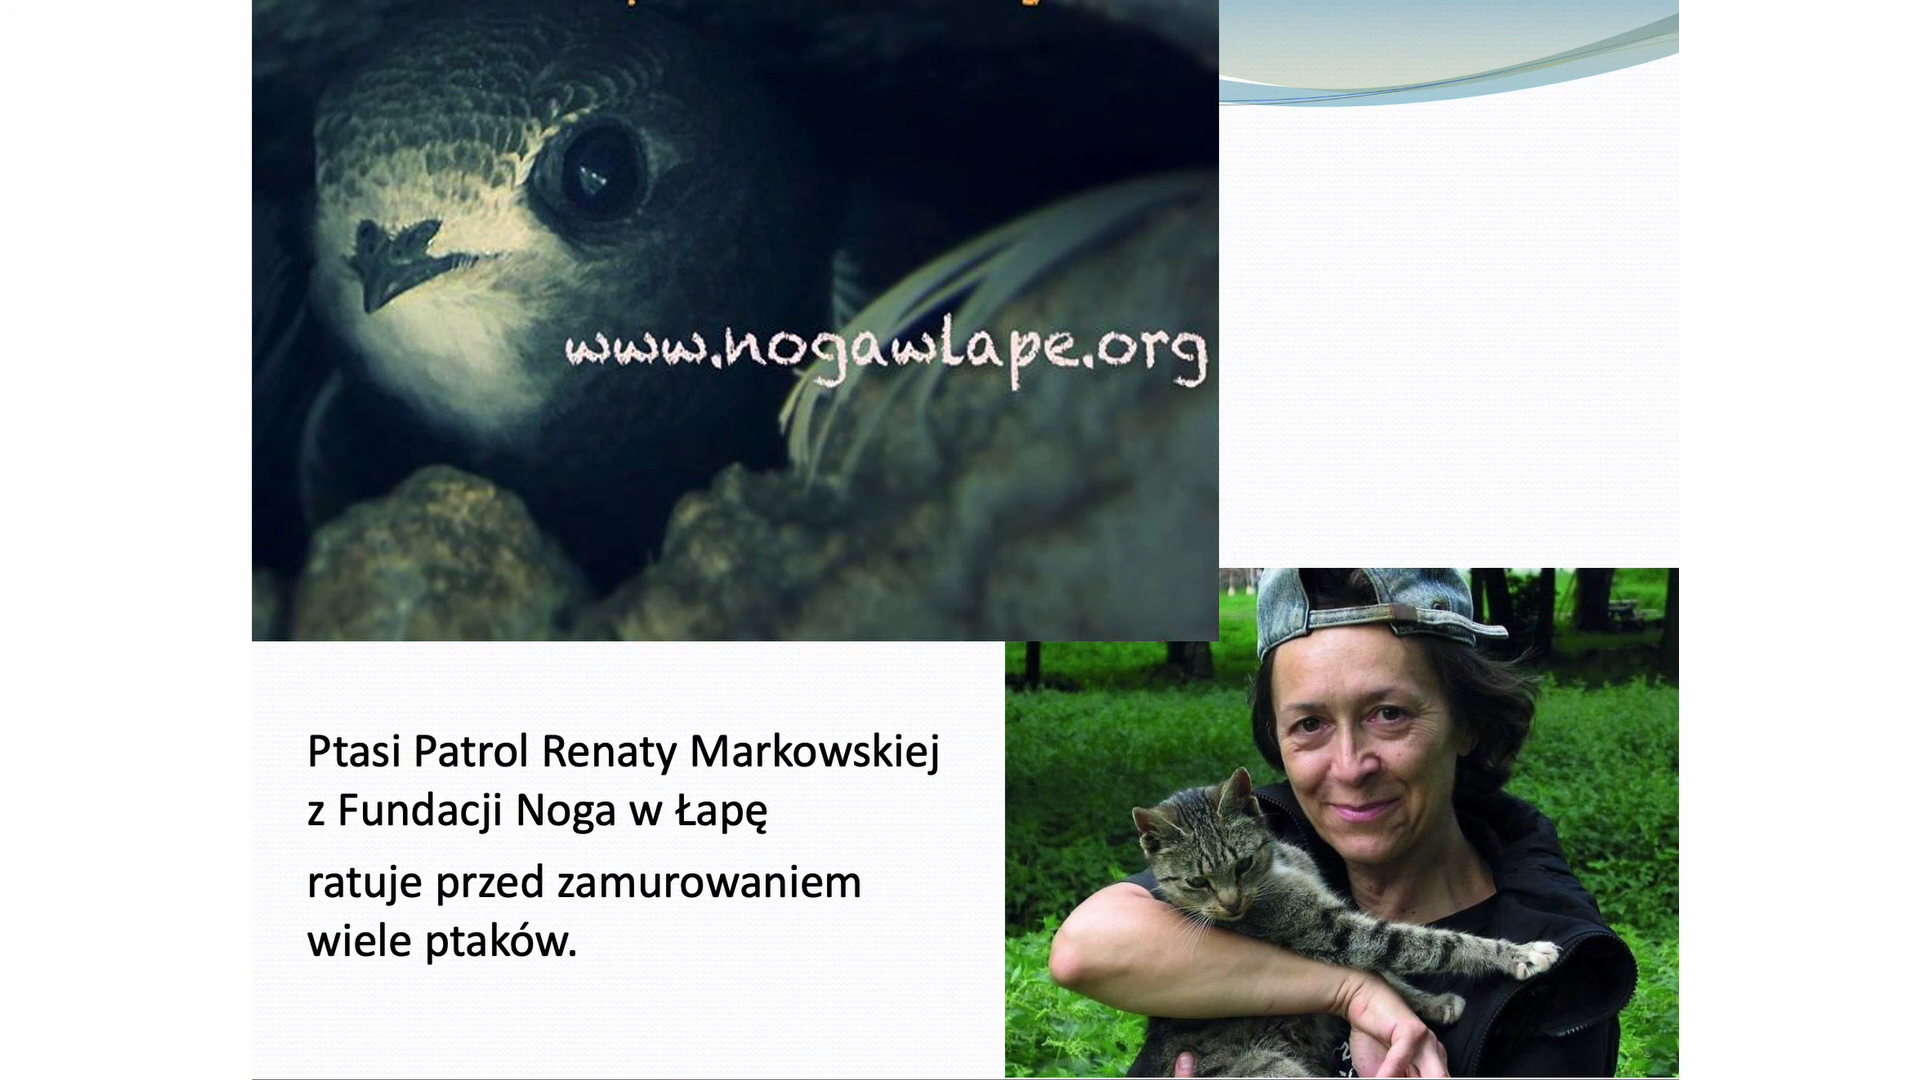 www.nogawlape.org
Ptasi Patrol Renaty Markowskiej
z Fundacji Noga w Łapę
ratuje przed zamurowaniem
wiele ptaków.